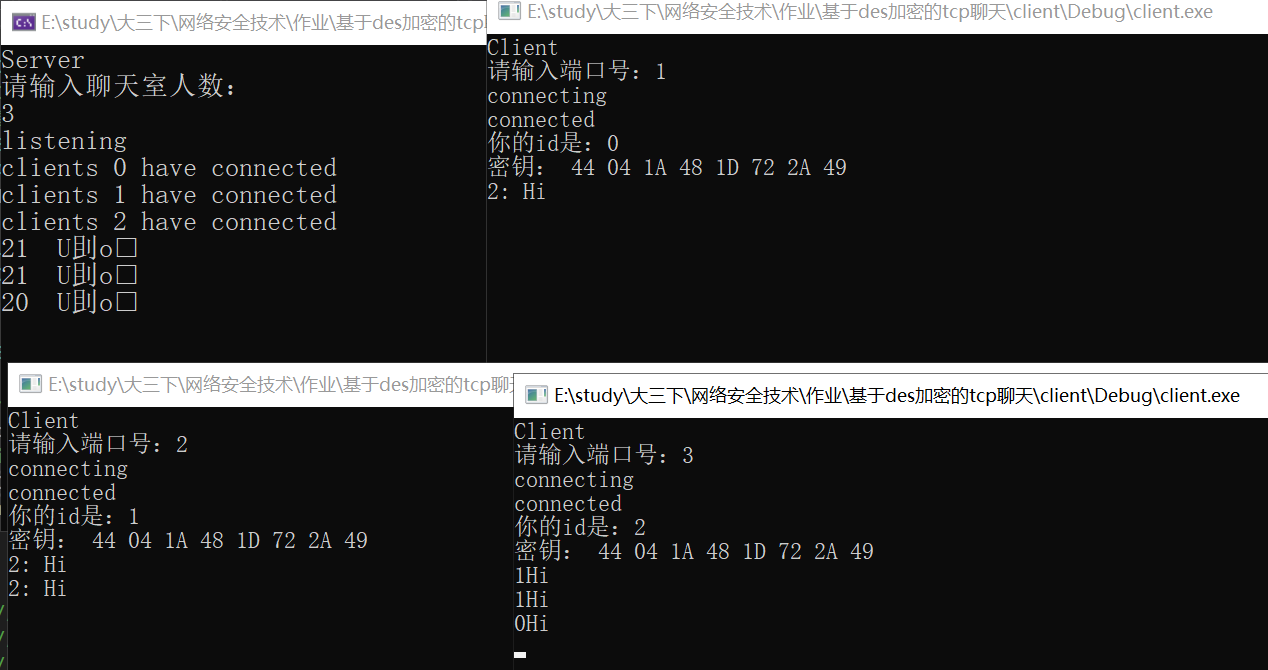 E:\study\大三下\网络安全技术\作业\基于des加密的tcp
Server
请输入聊天室人数：
3
listening
clients 0 have connected
clients 1 have connected
clients 2 have connected
21  U刞o□
21  U刞o□
20  U刞o□
E:\study\大三下\网络安全技术\作业\基于des加密的tcp聊天\client\Debug\client.exe
Client
请输入端口号：1
connecting
connected
你的id是：0
密钥： 44 04 1A 48 1D 72 2A 49
2: Hi
E:\study\大三下\网络安全技术\作业\基于des加密的tcp聊
Client
请输入端口号：2
connecting
connected
你的id是：1
密钥： 44 04 1A 48 1D 72 2A 49
2: Hi
2: Hi
E:\study\大三下\网络安全技术\作业\基于des加密的tcp聊天\client\Debug\client.exe
Client
请输入端口号：3
connecting
connected
你的id是：2
密钥： 44 04 1A 48 1D 72 2A 49
1Hi
1Hi
0Hi